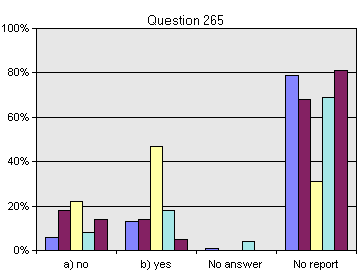 Question 265
100%
80%
60%
40%
20%
0%
a) no
b) yes
No answer
No report